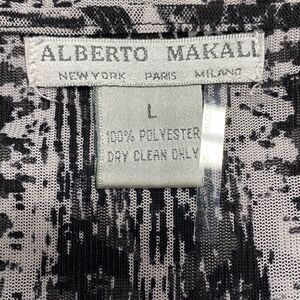 ALBERTO MAKALI
NEW YORK PARIS MILANO
L
100% POLYESTER
DRY CLEAN ONLY